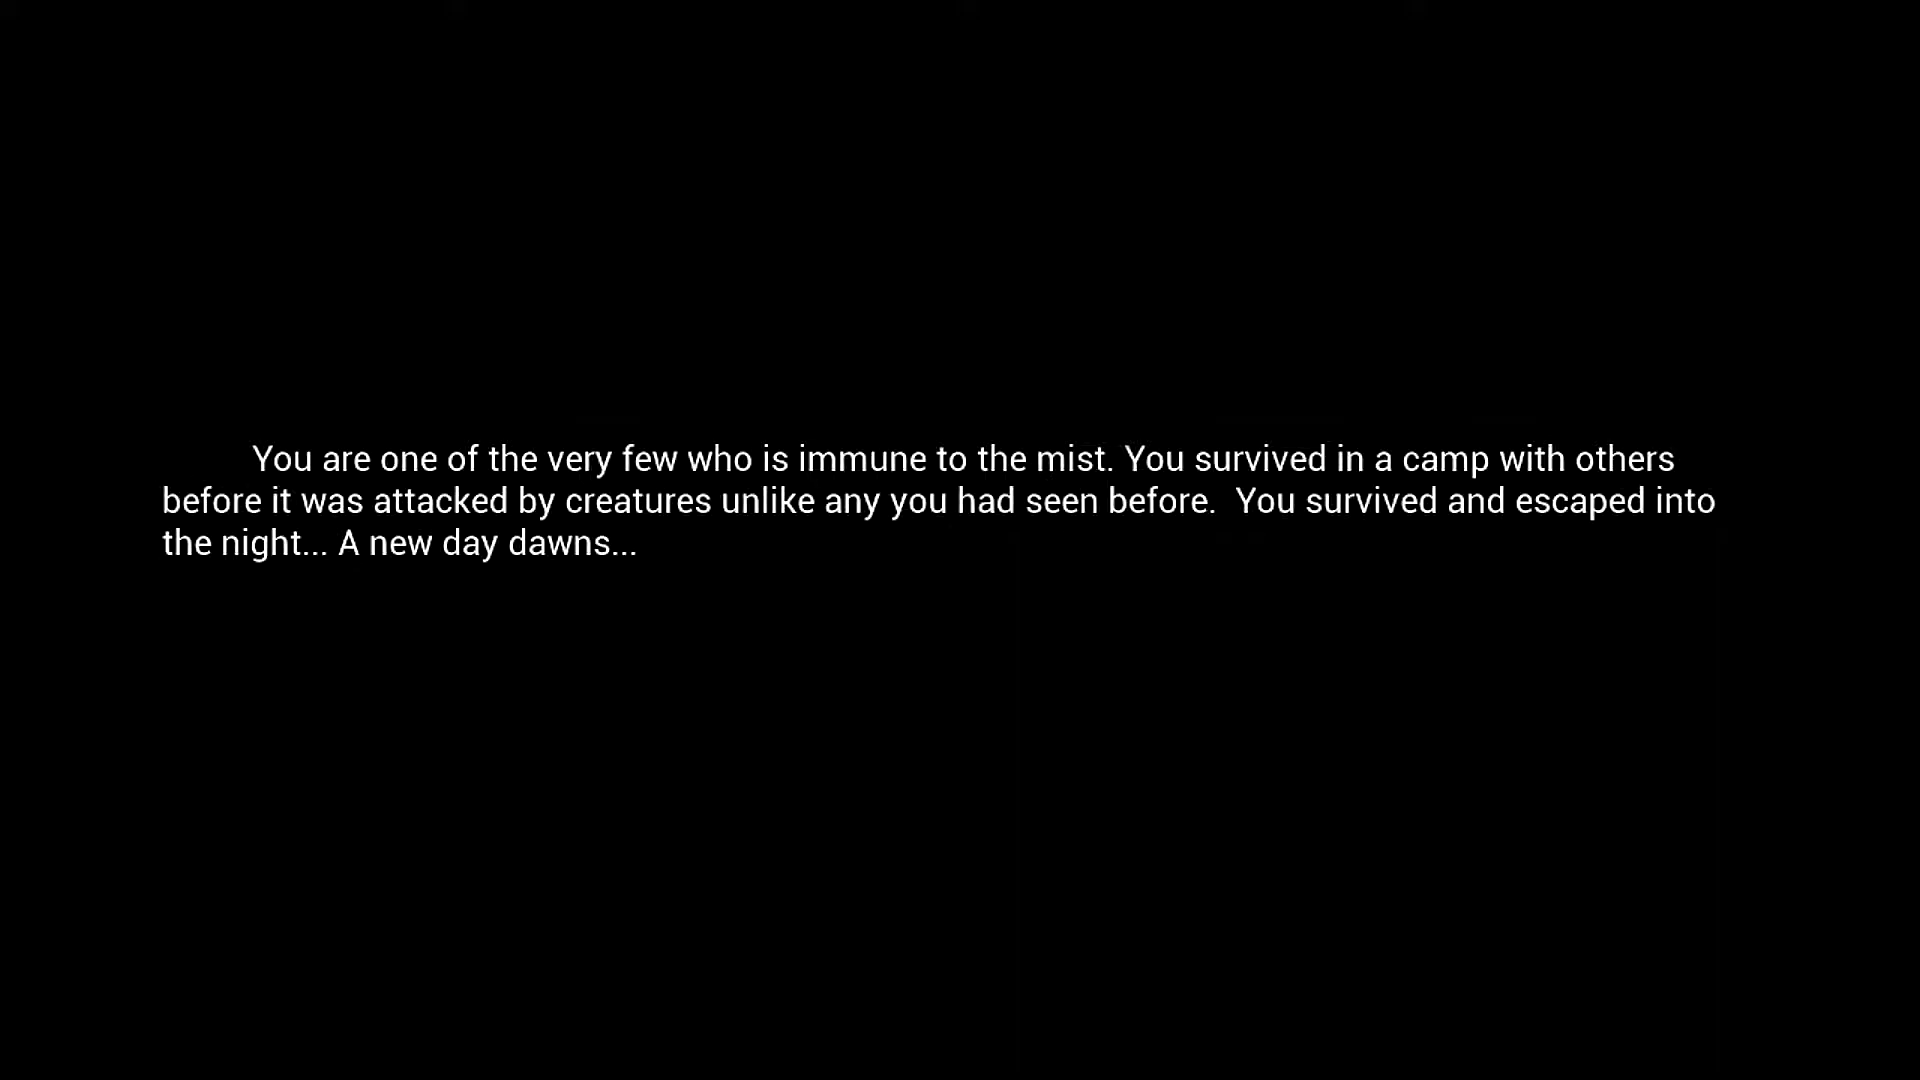 You are one of the very few who is immune to the mist. You survived in a camp with others
before it was attacked by creatures unlike any you had seen before.  You survived and escaped into
the night... A new day dawns...